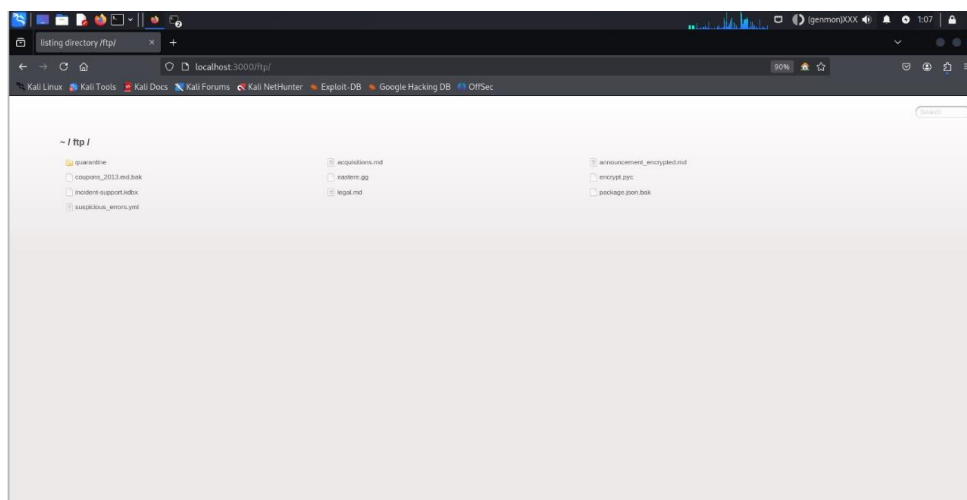 (genmon)XXX 1:07
listing directory /ftp/
localhost:3000/ftp/ 90%
Kali Linux Kali Tools Kali Docs Kali Forums Kali NetHunter Exploit-DB Google Hacking DB OffSec
Search
~ / ftp /
quarantine acquisitions.md announcement_encrypted.md
coupons_2013.md.bak eastere.gg encrypt.pyc
incident-support.kdbx legal.md package.json.bak
suspicious_errors.yml